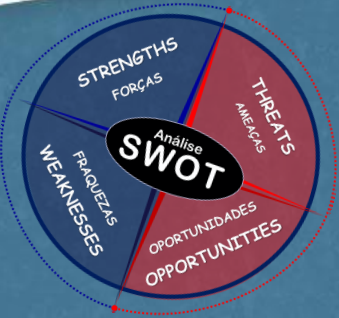 STRENGTHS
FORÇAS
THREATS
AMEAÇAS
Análise
SWOT
FRAQUEZAS
WEAKNESSES
OPORTUNIDADES
OPPORTUNITIES